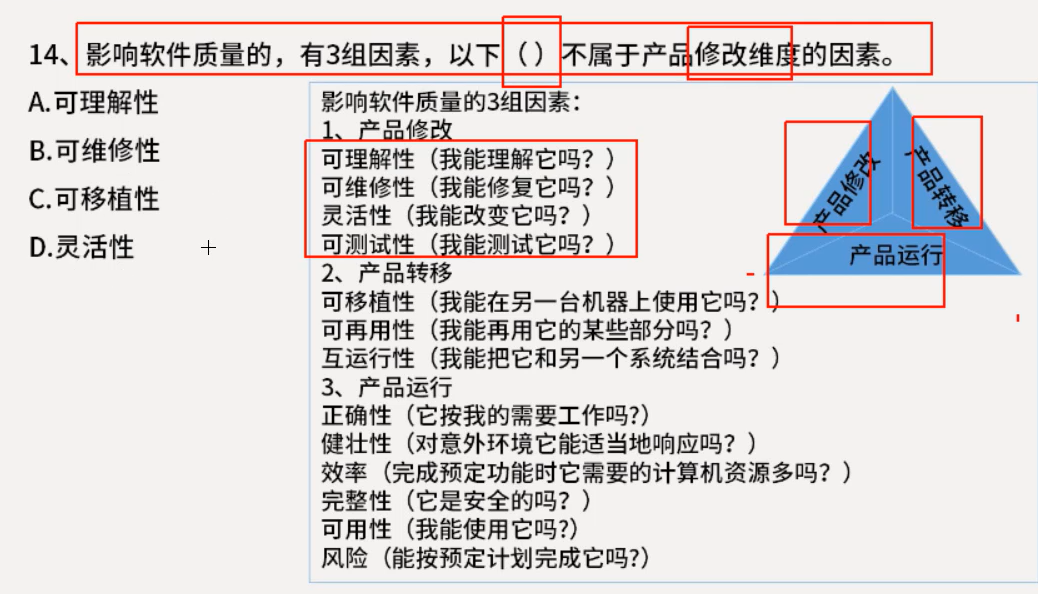 14、影响软件质量的，有3组因素，以下（ ）不属于产品修改维度的因素。
A.可理解性
B.可维修性
C.可移植性
D.灵活性
影响软件质量的3组因素：
1、产品修改
可理解性（我能理解它吗？）
可维修性（我能修复它吗？）
灵活性（我能改变它吗？）
可测试性（我能测试它吗？）
2、产品转移
可移植性（我能在另一台机器上使用它吗？）
可再用性（我能再用它的某些部分吗？）
互运行性（我能把它和另一个系统结合吗？）
3、产品运行
正确性（它按我的需要工作吗?）
健壮性（对意外环境它能适当地响应吗？）
效率（完成预定功能时它需要的计算机资源多吗？）
完整性（它是安全的吗？）
可用性（我能使用它吗?）
风险（能按预定计划完成它吗?）
产品修改
产品转移
产品运行